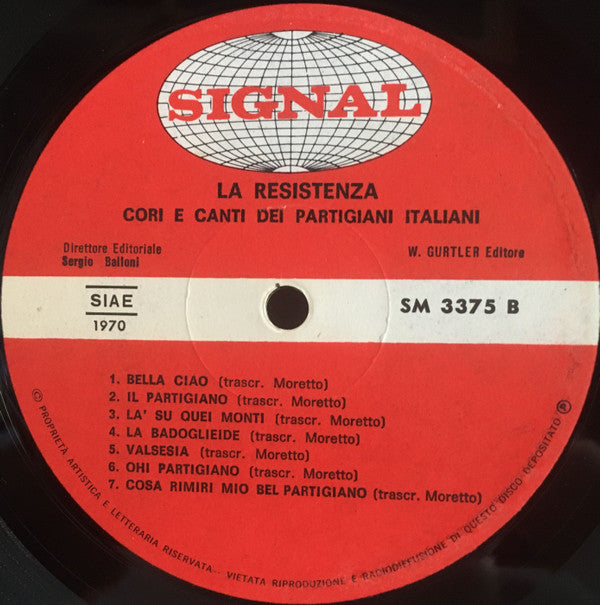 SIGNAL
LA RESISTENZA
CORI E CANTI DEI PARTIGIANI ITALIANI
Direttore Editoriale
Sergio Balloni
W. GURTLER Editore
SIAE
1970
SM 3375 B
1. BELLA CIAO (trascr. Moretto)
2. IL PARTIGIANO (trascr. Moretto)
3. LA' SU QUEI MONTI (trascr. Moretto)
4. LA BADOGLIEIDE (trascr. Moretto)
5. VALSESIA (trascr. Moretto)
6. OHI PARTIGIANO (trascr. Moretto)
7. COSA RIMIRI MIO BEL PARTIGIANO (trascr. Moretto)
© PROPRIETA' ARTISTICA E LETTERARIA RISERVATA - VIETATA RIPRODUZIONE E RADIODIFFUSIONE DI QUESTO DISCO DEPOSITATO ℗